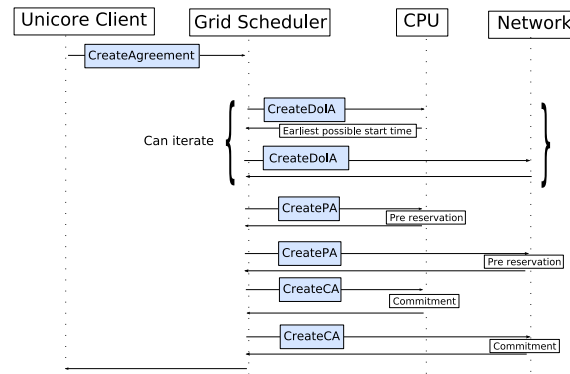 Unicore Client
Grid Scheduler
CPU
Network
CreateAgreement
CreateDoIA
Earliest possible start time
Can iterate
CreateDoIA
CreatePA
Pre reservation
CreatePA
Pre reservation
CreateCA
Commitment
CreateCA
Commitment